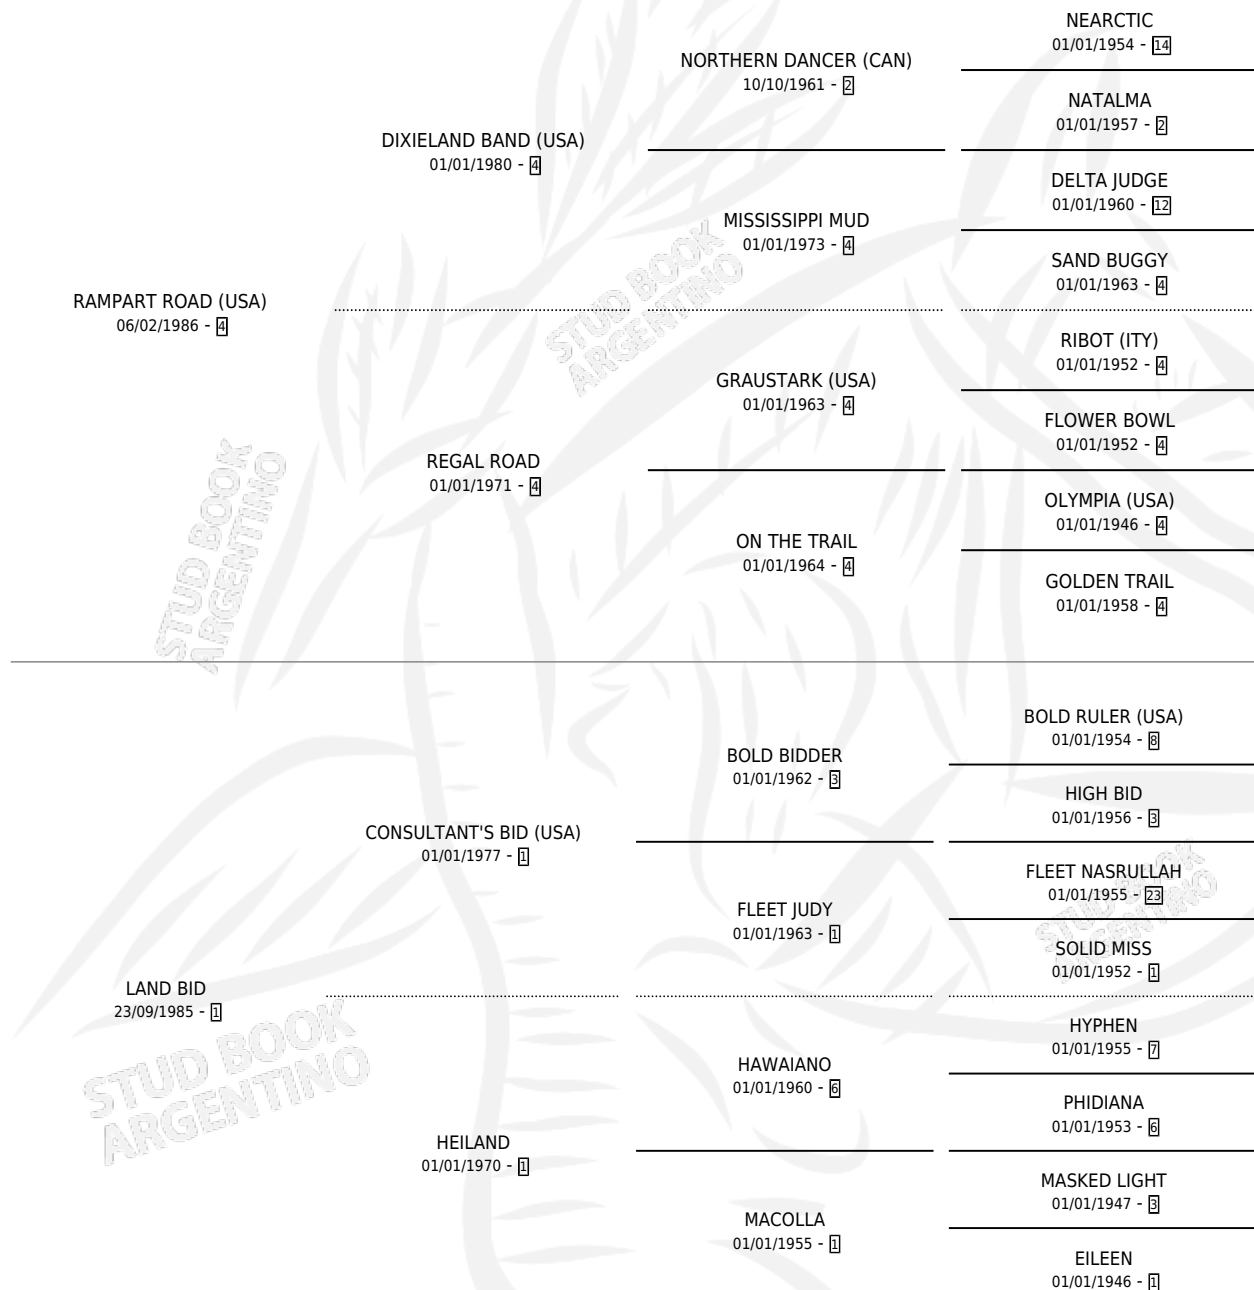 NEARCTIC
01/01/1954 - 14
NORTHERN DANCER (CAN)
10/10/1961 - 2
NATALMA
01/01/1957 - 2
DIXIELAND BAND (USA)
01/01/1980 - 4
DELTA JUDGE
01/01/1960 - 12
MISSISSIPPI MUD
01/01/1973 - 4
SAND BUGGY
01/01/1963 - 4
RAMPART ROAD (USA)
06/02/1986 - 4
RIBOT (ITY)
01/01/1952 - 4
GRAUSTARK (USA)
01/01/1963 - 4
FLOWER BOWL
01/01/1952 - 4
REGAL ROAD
01/01/1971 - 4
OLYMPIA (USA)
01/01/1946 - 4
ON THE TRAIL
01/01/1964 - 4
GOLDEN TRAIL
01/01/1958 - 4
BOLD RULER (USA)
01/01/1954 - 8
BOLD BIDDER
01/01/1962 - 3
HIGH BID
01/01/1956 - 3
CONSULTANT'S BID (USA)
01/01/1977 - 1
FLEET NASRULLAH
01/01/1955 - 23
FLEET JUDY
01/01/1963 - 1
SOLID MISS
01/01/1952 - 1
LAND BID
23/09/1985 - 1
HYPHEN
01/01/1955 - 7
HAWAIANO
01/01/1960 - 6
PHIDIANA
01/01/1953 - 6
HEILAND
01/01/1970 - 1
MASKED LIGHT
01/01/1947 - 3
MACOLLA
01/01/1955 - 1
EILEEN
01/01/1946 - 1
STUD BOOK
ARGENTINO
STUD BOOK
ARGENTINO
STUD BOOK
ARGENTINO
STUD BOOK
ARGENTINO